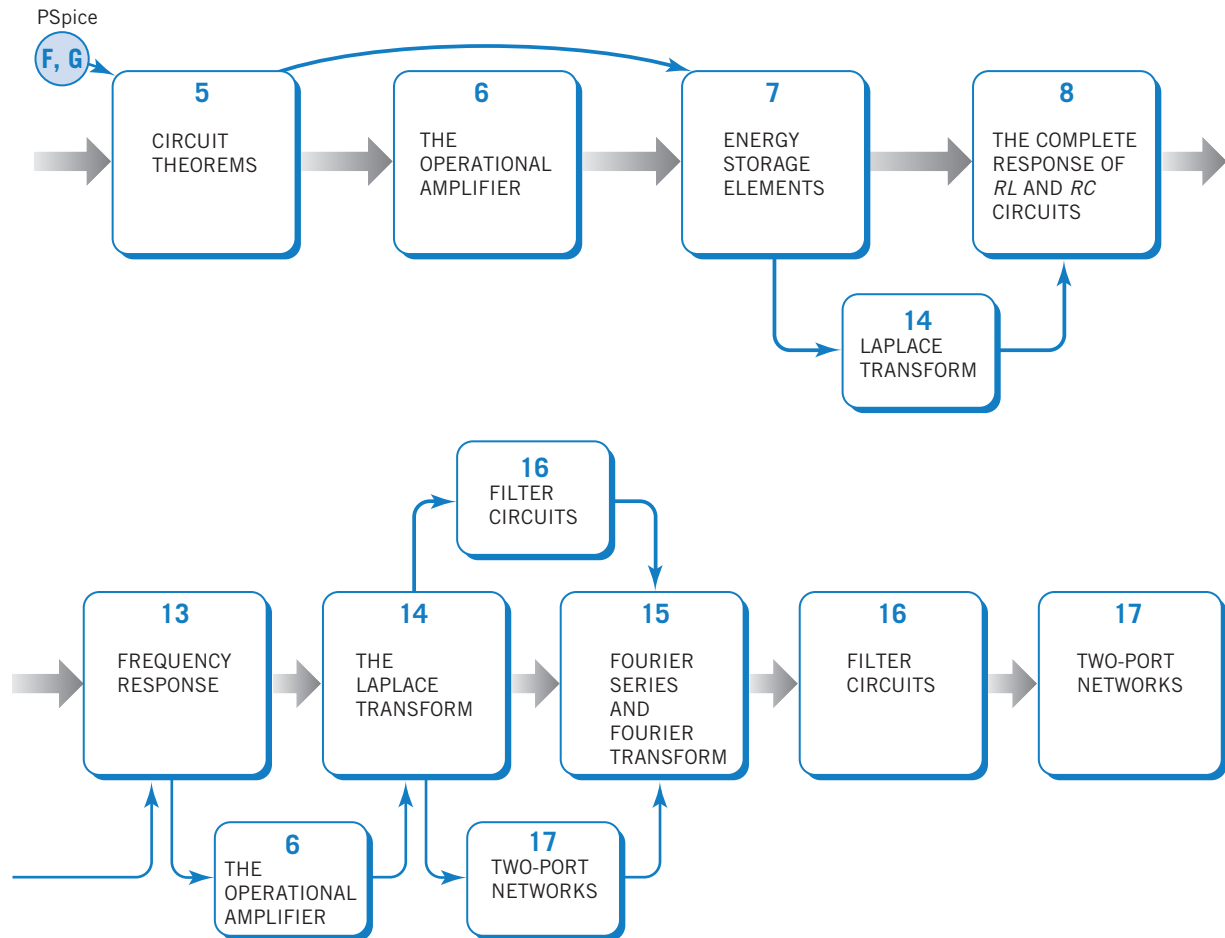 PSpice
F, G
5
CIRCUIT
THEOREMS
6
THE
OPERATIONAL
AMPLIFIER
7
ENERGY
STORAGE
ELEMENTS
8
THE COMPLETE
RESPONSE OF
RL AND RC
CIRCUITS
14
LAPLACE
TRANSFORM
16
FILTER
CIRCUITS
13
FREQUENCY
RESPONSE
14
THE
LAPLACE
TRANSFORM
15
FOURIER
SERIES
AND
FOURIER
TRANSFORM
16
FILTER
CIRCUITS
17
TWO-PORT
NETWORKS
6
THE
OPERATIONAL
AMPLIFIER
17
TWO-PORT
NETWORKS